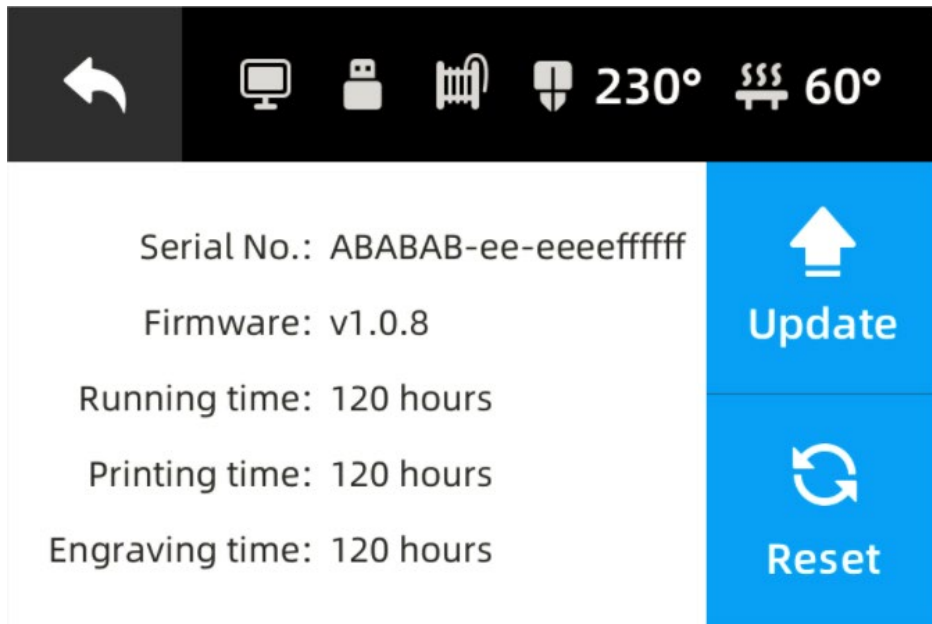 230° 60°
Serial No.: ABABAB-ee-eeeeffffff
Firmware: v1.0.8
Running time: 120 hours
Printing time: 120 hours
Engraving time: 120 hours
Update
Reset